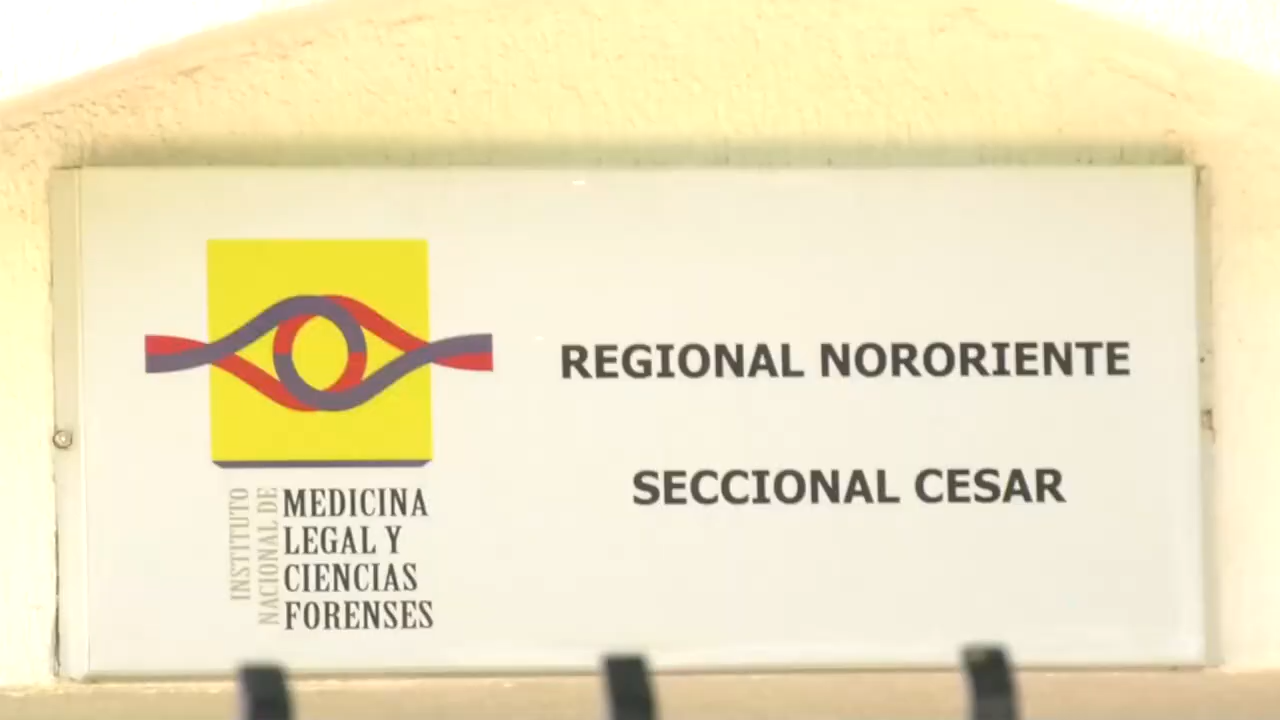 INSTITUTO
NACIONAL DE
MEDICINA
LEGAL Y
CIENCIAS
FORENSES
REGIONAL NORORIENTE
SECCIONAL CESAR